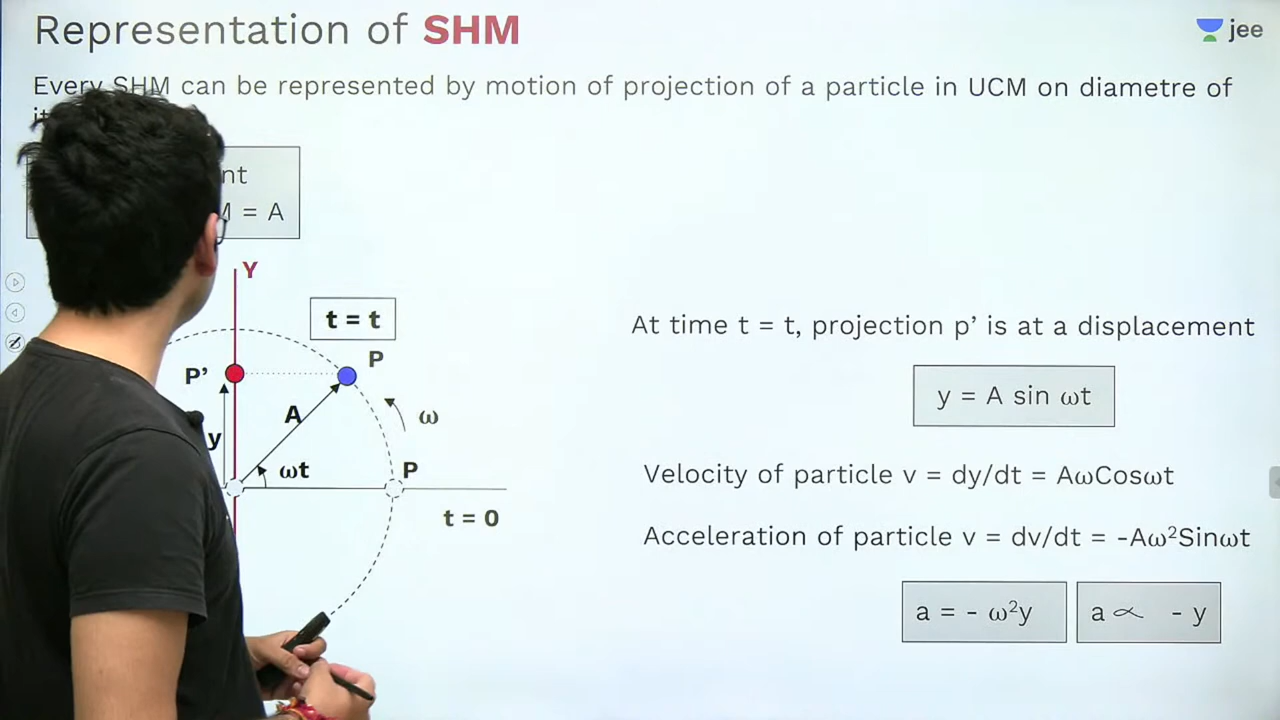 Representation of SHM
jee
Every SHM can be represented by motion of projection of a particle in UCM on diametre of
= A
Y
t = t
P
P'
A
ω
y
ωt
P
t = 0
At time t = t, projection p’ is at a displacement
y = A sin ωt
Velocity of particle v = dy/dt = AωCosωt
Acceleration of particle v = dv/dt = -Aω²Sinωt
a = - ω²y
a ∝ - y